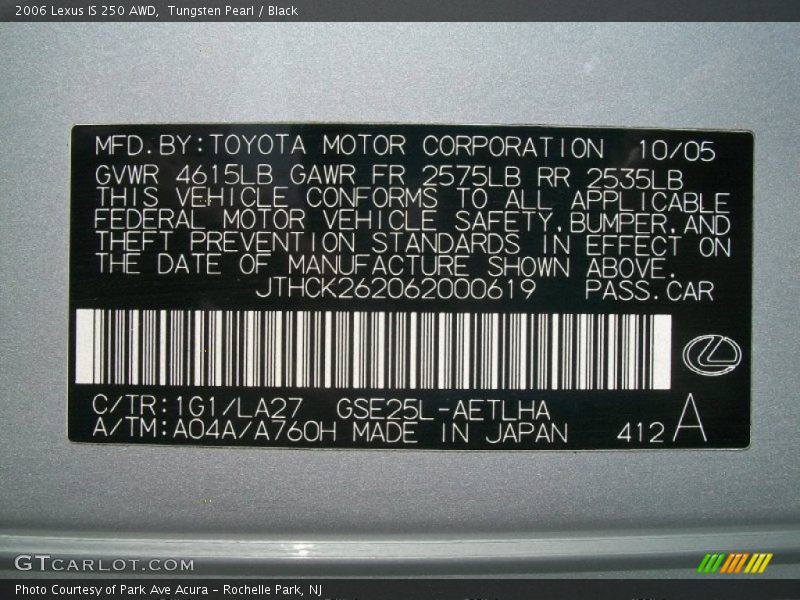 2006 Lexus IS 250 AWD,  Tungsten Pearl / Black
MFD.BY:TOYOTA MOTOR CORPORATION 10/05
GVWR 4615LB GAWR FR 2575LB RR 2535LB
THIS VEHICLE CONFORMS TO ALL APPLICABLE
FEDERAL MOTOR VEHICLE SAFETY,BUMPER,AND
THEFT PREVENTION STANDARDS IN EFFECT ON
THE DATE OF MANUFACTURE SHOWN ABOVE.
JTHCK262062000619 PASS.CAR
C/TR:1G1/LA27 GSE25L-AETLHA
A/TM:A04A/A760H MADE IN JAPAN 412 A
GTCARLOT.COM
Photo Courtesy of Park Ave Acura - Rochelle Park, NJ